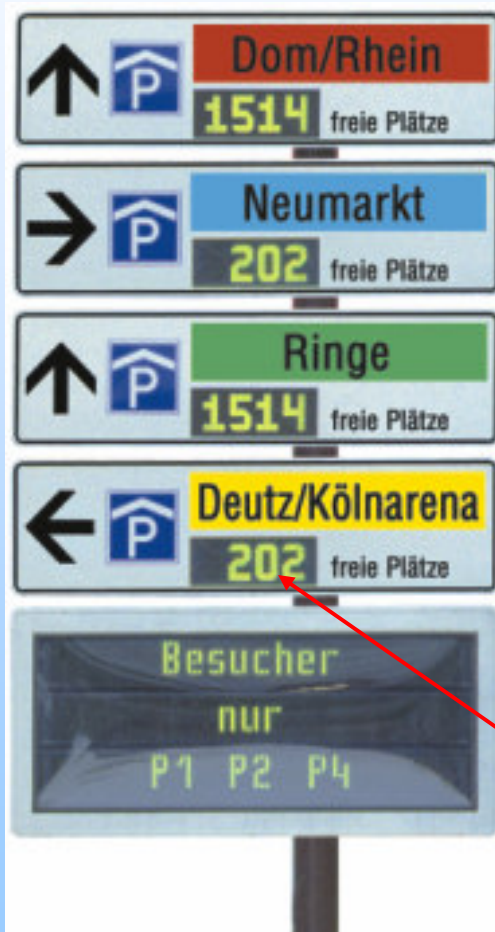 P Dom/Rhein
1514 freie Plätze
P Neumarkt
202 freie Plätze
P Ringe
1514 freie Plätze
P Deutz/Kölnarena
202 freie Plätze
Besucher
nur
P1 P2 P4